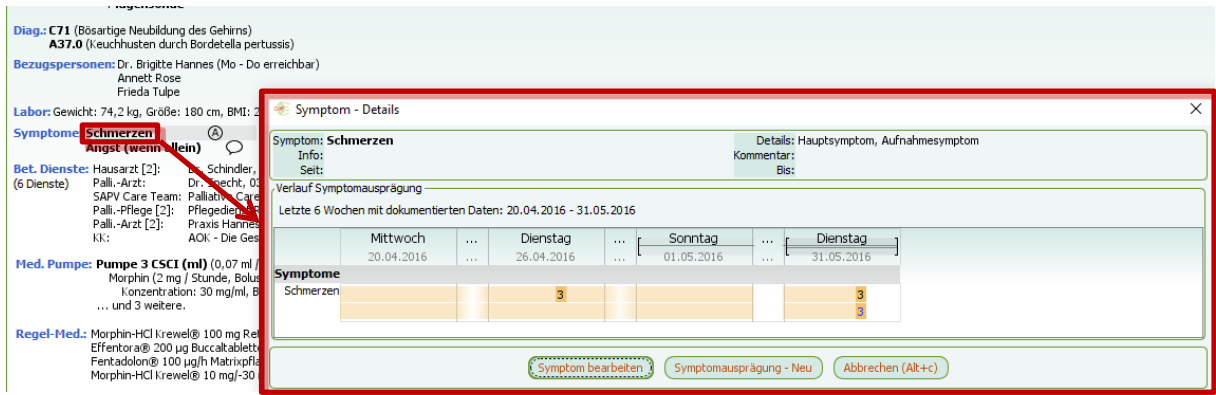 Diag.: C71 (Bösartige Neubildung des Gehirns)
A37.0 (Keuchhusten durch Bordetella pertussis)
Bezugspersonen: Dr. Brigitte Hannes (Mo - Do erreichbar)
Annett Rose
Frieda Tulpe
Labor: Gewicht: 74,2 kg, Größe: 180 cm, BMI: 2
Symptome: Schmerzen A
Angst (wenn allein)
Bet. Dienste: Hausarzt [2]: Schindler,
(6 Dienste) Palli.-Arzt: Dr. Specht, 03
SAPV Care Team: Palliativ Care
Palli.-Pflege [2]: Pflegedienst
Palli.-Arzt [2]: Praxis Hannes
KK: AOK - Die Ges
Med. Pumpe: Pumpe 3 CSCI (ml) (0,07 ml /
Morphin (2 mg / Stunde, Bolus
Konzentration: 30 mg/ml, B
... und 3 weitere.
Regel-Med.: Morphin-HCl Krewel® 100 mg Ret
Effentora® 200 µg Buccaltablette
Fentadolon® 100 µg/h Matrixpfla
Morphin-HCl Krewel® 10 mg/-30
Symptom - Details
Symptom: Schmerzen Details: Hauptsymptom, Aufnahmesymptom
Info: Kommentar:
Seit: Bis:
Verlauf Symptomausprägung
Letzte 6 Wochen mit dokumentierten Daten: 20.04.2016 - 31.05.2016
Mittwoch ... Dienstag ... Sonntag ... Dienstag
20.04.2016 ... 26.04.2016 ... 01.05.2016 ... 31.05.2016
Symptome
Schmerzen 3 3
3
Symptom bearbeiten Symptomausprägung - Neu Abbrechen (Alt+c)